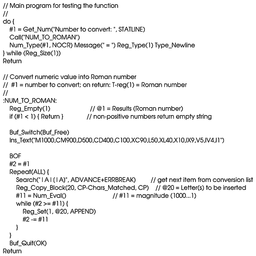 // Main program for testing the function
//
do {
#1 = Get_Num("Number to convert: ", STATLINE)
Call("NUM_TO_ROMAN")
Num_Type(#1, NOCR) Message(" = ") Reg_Type(1) Type_Newline
} while (Reg_Size(1))
Return
// Convert numeric value into Roman number
// #1 = number to convert; on return: T-reg(1) = Roman number
//
:NUM_TO_ROMAN:
Reg_Empty(1) // @1 = Results (Roman number)
if (#1 < 1) { Return } // non-positive numbers return empty string
Buf_Switch(Buf_Free)
Ins_Text("M1000,CM900,D500,CD400,C100,XC90,L50,XL40,X10,IX9,V5,IV4,I1")
BOF
#2 = #1
Repeat(ALL) {
Search("|A|(|A)", ADVANCE+ERRBREAK) // get next item from conversion list
Reg_Copy_Block(20, CP-Chars_Matched, CP) // @20 = Letter(s) to be inserted
#11 = Num_Eval() // #11 = magnitude (1000...1)
while (#2 >= #11) {
Reg_Set(1, @20, APPEND)
#2 -= #11
}
}
Buf_Quit(OK)
Return